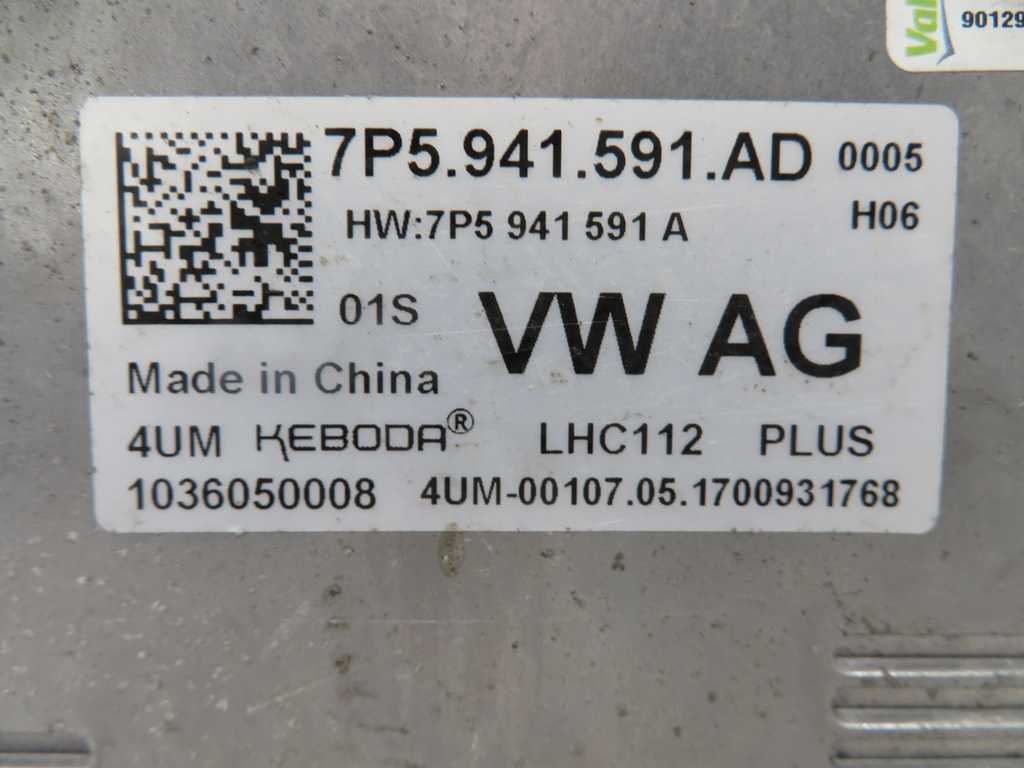 90129
7P5.941.591.AD 0005
HW:7P5 941 591 A H06
01S VW AG
Made in China
4UM KEBODA® LHC112 PLUS
1036050008 4UM-00107.05.1700931768